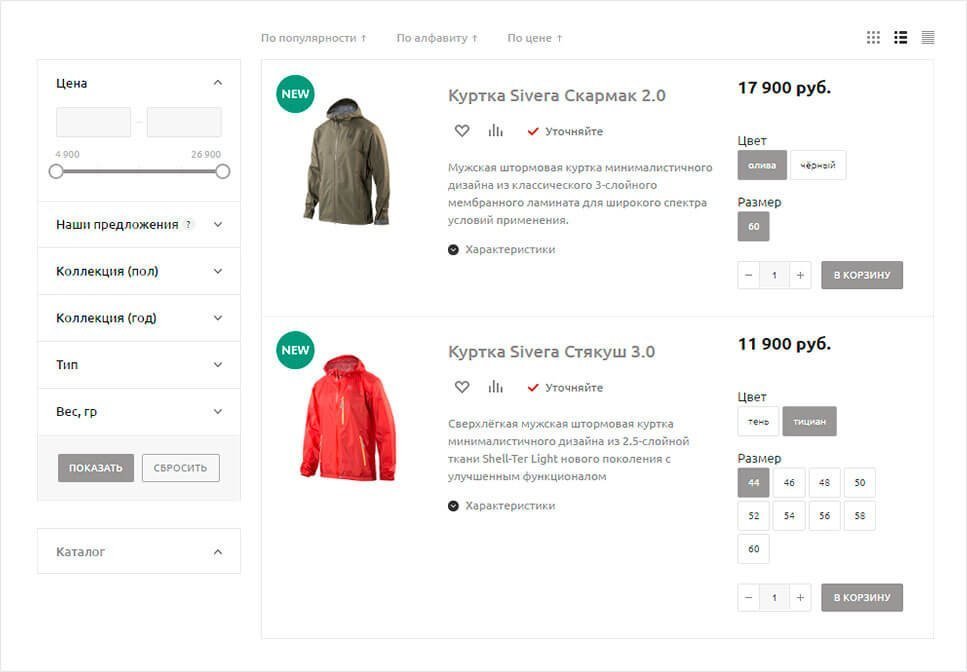 По популярности ↑ По алфавиту ↑ По цене ↑
Цена
4 900 26 900
Наши предложения ?
Коллекция (пол)
Коллекция (год)
Тип
Вес, гр
ПОКАЗАТЬ СБРОСИТЬ
Каталог
NEW
Куртка Sivera Скармак 2.0
Уточняйте
Мужская штормовая куртка минималистичного
дизайна из классического 3-слойного
мембранного ламината для широкого спектра
условий применения.
Характеристики
17 900 руб.
Цвет
олива чёрный
Размер
60
− 1 + В КОРЗИНУ
NEW
Куртка Sivera Стякуш 3.0
Уточняйте
Сверхлёгкая мужская штормовая куртка
минималистичного дизайна из 2.5-слойной
ткани Shell-Ter Light нового поколения с
улучшенным функционалом
Характеристики
11 900 руб.
Цвет
тень тициан
Размер
44 46 48 50
52 54 56 58
60
− 1 + В КОРЗИНУ